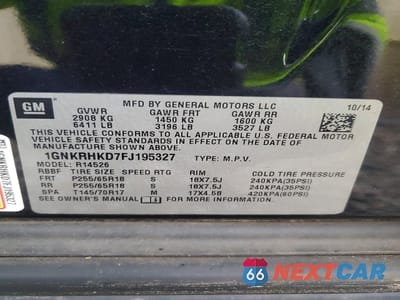 MFD BY GENERAL MOTORS LLC
GM
10/14
GVWR GAWR FRT GAWR RR
2908 KG 1450 KG 1600 KG
6411 LB 3196 LB 3527 LB
THIS VEHICLE CONFORMS TO ALL APPLICABLE U.S. FEDERAL MOTOR
VEHICLE SAFETY AND THEFT PREVENTION STANDARDS IN EFFECT ON
THE DATE OF MANUFACTURE SHOWN ABOVE.
1GNKRHKD7FJ195327 TYPE: M.P.V.
MODEL: R14526
RBBF TIRE SIZE SPEED RTG RIM COLD TIRE PRESSURE
FRT P255/65R18 S 18X7.5J 240KPA(35PSI)
RR P255/65R18 S 18X7.5J 240KPA(35PSI)
SPA T145/70R17 M 17X4.5B 420KPA(60PSI)
SEE OWNER'S MANUAL FOR MORE INFORMATION
66 NEXTCAR